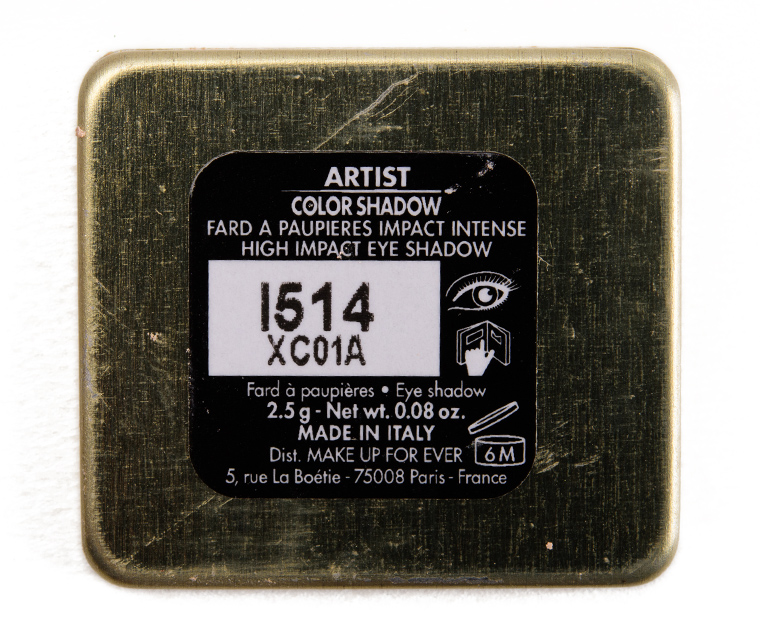 ARTIST
COLOR SHADOW
FARD A PAUPIERES IMPACT INTENSE
HIGH IMPACT EYE SHADOW
I514
XC01A
Fard à paupières • Eye shadow
2.5 g - Net wt. 0.08 oz.
MADE IN ITALY
Dist. MAKE UP FOR EVER
6M
5, rue La Boétie - 75008 Paris - France